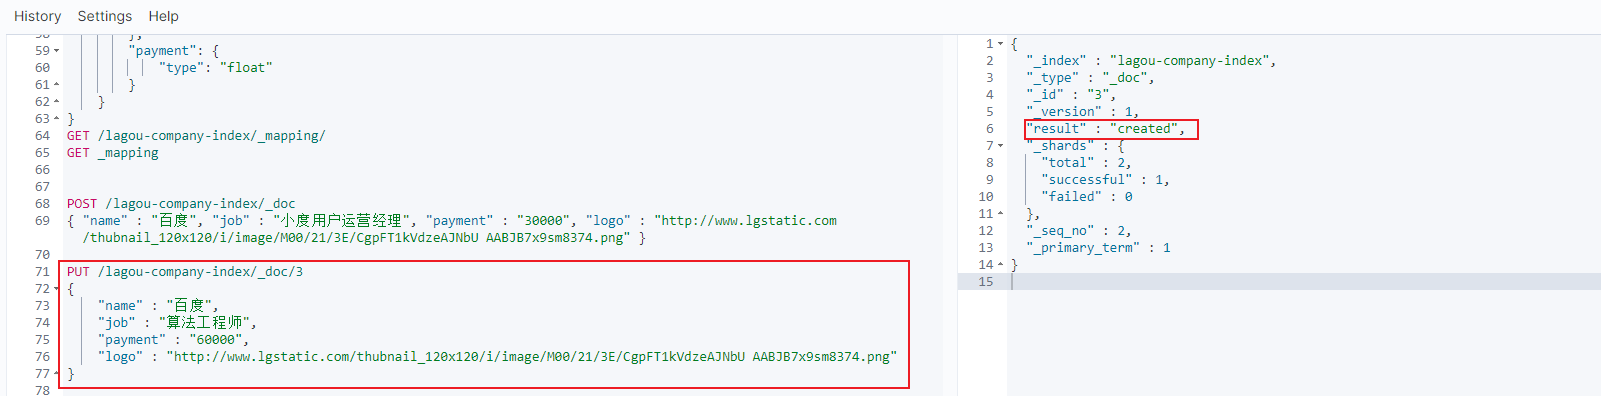 History Settings Help
58 },
59 "payment": {
60 "type": "float"
61 }
62 }
63 }
64 GET /lagou-company-index/_mapping/
65 GET _mapping
66
67
68 POST /lagou-company-index/_doc
69 { "name" : "百度", "job" : "小度用户运营经理", "payment" : "30000", "logo" : "http://www.lgstatic.com
/thubnail_120x120/i/image/M00/21/3E/CgpFT1kVdzeAJNbU AABJB7x9sm8374.png" }
70
71 PUT /lagou-company-index/_doc/3
72 {
73 "name" : "百度",
74 "job" : "算法工程师",
75 "payment" : "60000",
76 "logo" : "http://www.lgstatic.com/thubnail_120x120/i/image/M00/21/3E/CgpFT1kVdzeAJNbU AABJB7x9sm8374.png"
77 }
78
1 {
2 "_index" : "lagou-company-index",
3 "_type" : "_doc",
4 "_id" : "3",
5 "_version" : 1,
6 "result" : "created",
7 "_shards" : {
8 "total" : 2,
9 "successful" : 1,
10 "failed" : 0
11 },
12 "_seq_no" : 2,
13 "_primary_term" : 1
14 }
15